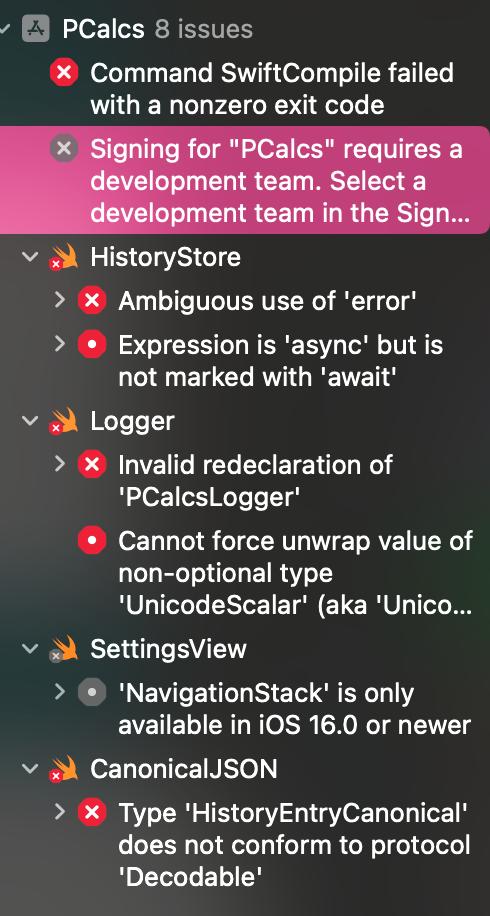 PCalcs 8 issues
Command SwiftCompile failed
with a nonzero exit code
Signing for "PCalcs" requires a
development team. Select a
development team in the Sign...
HistoryStore
Ambiguous use of 'error'
Expression is 'async' but is
not marked with 'await'
Logger
Invalid redeclaration of
'PCalcsLogger'
Cannot force unwrap value of
non-optional type
'UnicodeScalar' (aka 'Unico...
SettingsView
'NavigationStack' is only
available in iOS 16.0 or newer
CanonicalJSON
Type 'HistoryEntryCanonical'
does not conform to protocol
'Decodable'